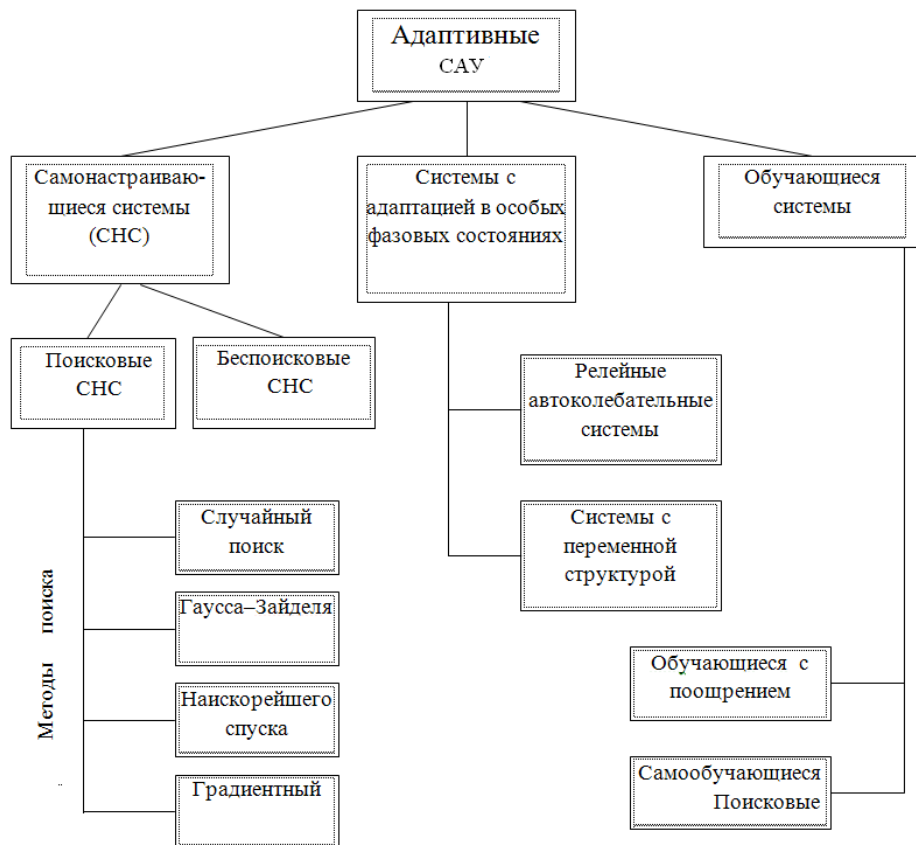 Адаптивные
САУ
Самонастраиваю-
щиеся системы
(СНС)
Системы с
адаптацией в особых
фазовых состояниях
Обучающиеся
системы
Поисковые
СНС
Беспоисковые
СНС
Релейные
автоколебательные
системы
Системы с
переменной
структурой
Методы поиска
Случайный
поиск
Гаусса–Зайделя
Наискорейшего
спуска
Градиентный
Обучающиеся с
поощрением
Самообучающиеся
Поисковые